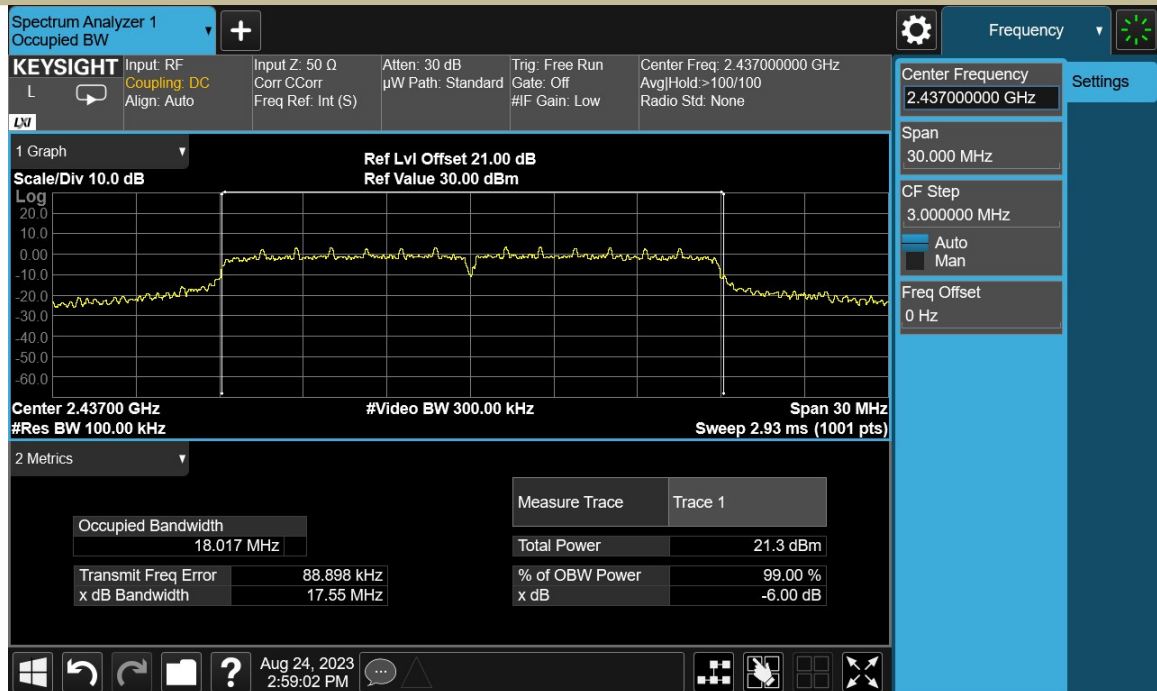 Spectrum Analyzer 1
Occupied BW
+
Frequency
KEYSIGHT
L
LXI
Input: RF
Coupling: DC
Align: Auto
Input Z: 50 Ω
Corr CCorr
Freq Ref: Int (S)
Atten: 30 dB
µW Path: Standard
Trig: Free Run
Gate: Off
#IF Gain: Low
Center Freq: 2.437000000 GHz
Avg|Hold:>100/100
Radio Std: None
Center Frequency
2.437000000 GHz
Settings
Span
30.000 MHz
CF Step
3.000000 MHz
Auto
Man
Freq Offset
0 Hz
1 Graph
Scale/Div 10.0 dB
Ref Lvl Offset 21.00 dB
Ref Value 30.00 dBm
Log
20.0
10.0
0.00
-10.0
-20.0
-30.0
-40.0
-50.0
-60.0
Center 2.43700 GHz
#Res BW 100.00 kHz
#Video BW 300.00 kHz
Span 30 MHz
Sweep 2.93 ms (1001 pts)
2 Metrics
Measure Trace Trace 1
Occupied Bandwidth
18.017 MHz
Total Power 21.3 dBm
Transmit Freq Error 88.898 kHz
% of OBW Power 99.00 %
x dB Bandwidth 17.55 MHz
x dB -6.00 dB
?
Aug 24, 2023
2:59:02 PM